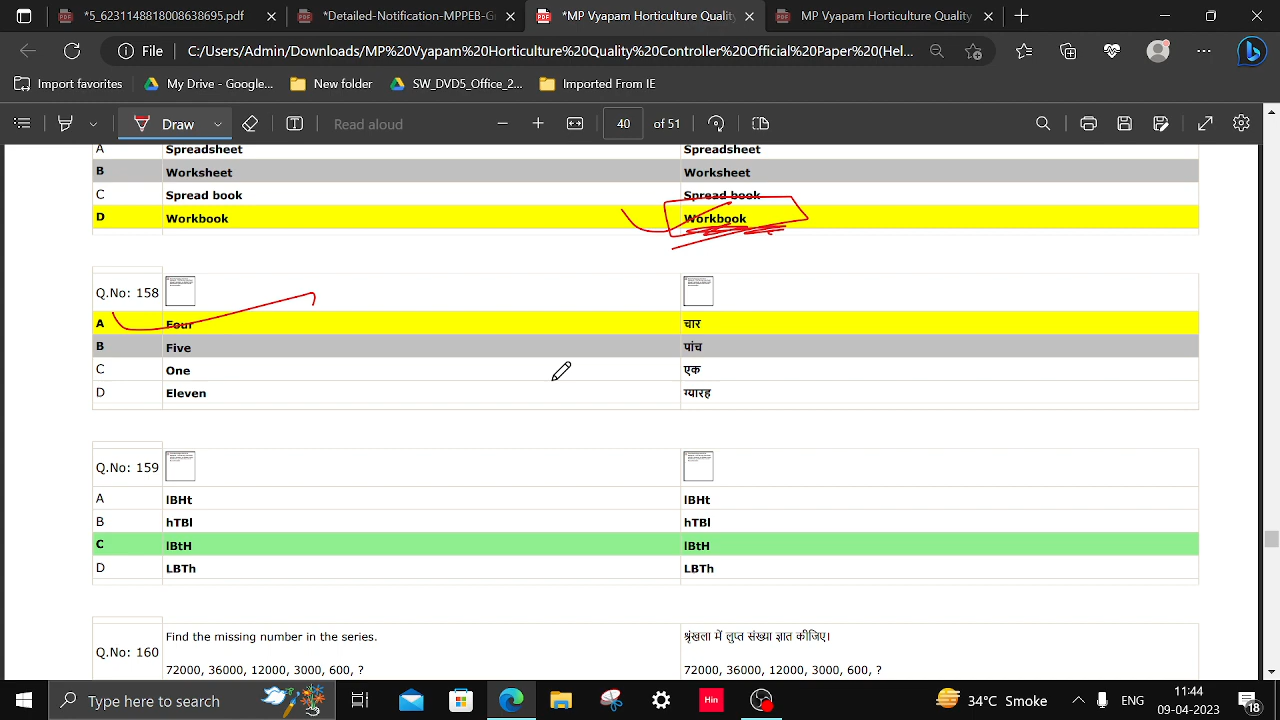 5_6231488180086​38695.pdf
*Detailed-Notification-MPPEB-G
*MP Vyapam Horticulture Quality
MP Vyapam Horticulture Quality
File
C:/Users/Admin/Downloads/MP%20Vyapam%20Horticulture%20Quality%20Controller%20Official%20Paper%20(Hel...
Import favorites
My Drive - Google...
New folder
SW_DVD5_Office_2...
Imported From IE
Draw
Read aloud
40 of 51
A Spreadsheet Spreadsheet
B Worksheet Worksheet
C Spread book Spread book
D Workbook Workbook
Q.No: 158
A Four चार
B Five पांच
C One एक
D Eleven ग्यारह
Q.No: 159
A lBHt lBHt
B hTBl hTBl
C lBtH lBtH
D LBTh LBTh
Find the missing number in the series. श्रृंखला में लुप्त संख्या ज्ञात कीजिए।
Q.No: 160
72000, 36000, 12000, 3000, 600, ? 72000, 36000, 12000, 3000, 600, ?
Type here to search
Hin
34°C Smoke
ENG
11:44
09-04-2023
18